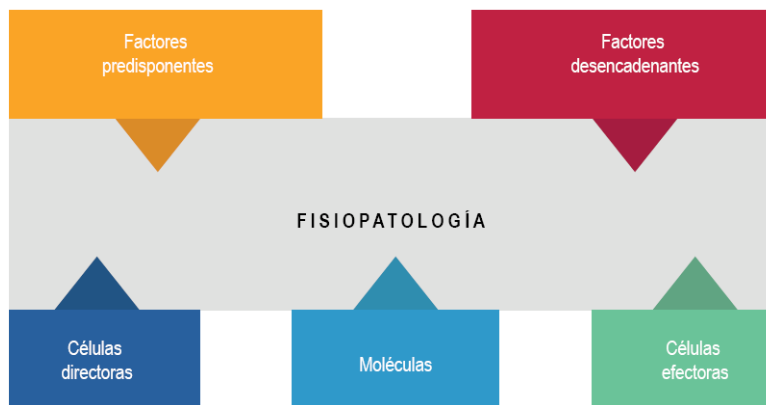 Factores
predisponentes
Factores
desencadenantes
FISIOPATOLOGÍA
Células
directoras
Moléculas
Células
efectoras